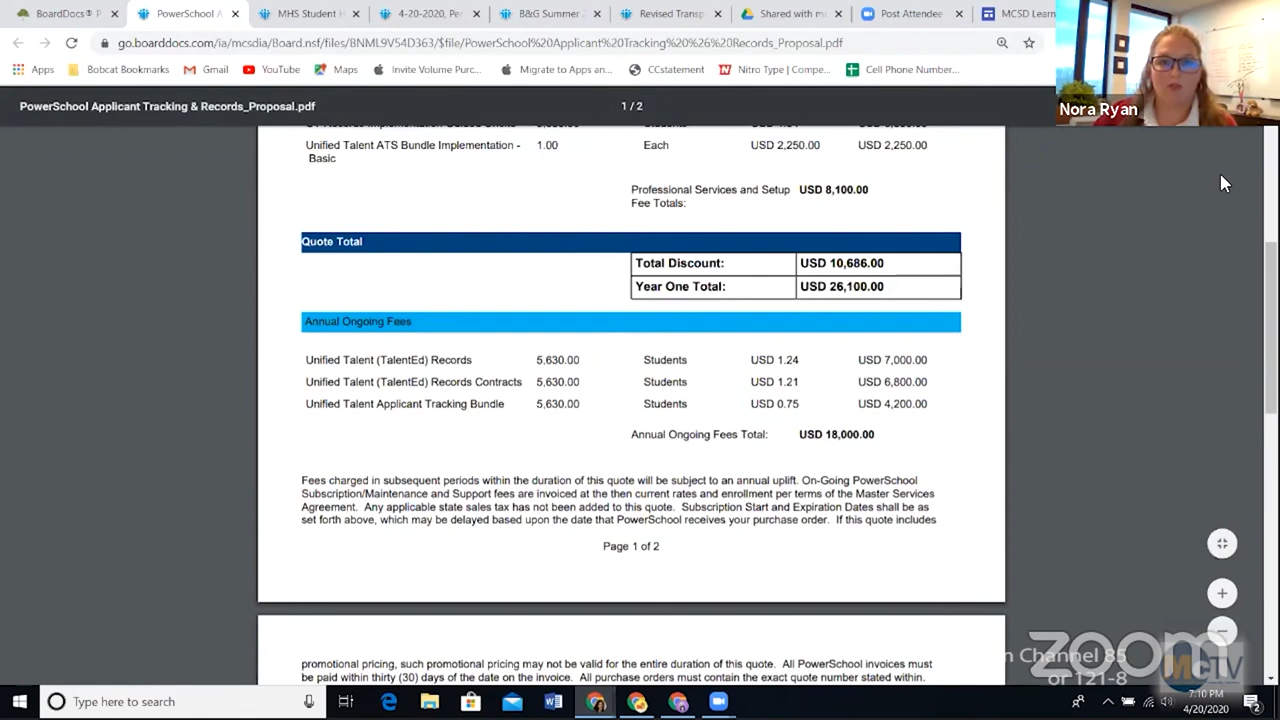 BoardDocs® P
PowerSchool A
MHS Student H
4-20-2020, Pe
B&G Summer
Revised Transp
Shared with m
Post Attendee
MCSD Learn
go.boarddocs.com/ia/mcsdia/Board.nsf/files/BNML9V54D363/$file/PowerSchool%20Applicant%20Tracking%20%26%20Records_Proposal.pdf
Apps
Bobcat Bookmarks
Gmail
YouTube
Maps
Invite Volume Purc...
Migrate to Apps an...
CCstatement
Nitro Type | Compe...
Cell Phone Number...
Nora Ryan
PowerSchool Applicant Tracking & Records_Proposal.pdf
1 / 2
Unified Talent ATS Bundle Implementation - 1.00 Each USD 2,250.00 USD 2,250.00
Basic
Professional Services and Setup USD 8,100.00
Fee Totals:
Quote Total
Total Discount: USD 10,686.00
Year One Total: USD 26,100.00
Annual Ongoing Fees
Unified Talent (TalentEd) Records 5,630.00 Students USD 1.24 USD 7,000.00
Unified Talent (TalentEd) Records Contracts 5,630.00 Students USD 1.21 USD 6,800.00
Unified Talent Applicant Tracking Bundle 5,630.00 Students USD 0.75 USD 4,200.00
Annual Ongoing Fees Total: USD 18,000.00
Fees charged in subsequent periods within the duration of this quote will be subject to an annual uplift. On-Going PowerSchool
Subscription/Maintenance and Support fees are invoiced at the then current rates and enrollment per terms of the Master Services
Agreement. Any applicable state sales tax has not been added to this quote. Subscription Start and Expiration Dates shall be as
set forth above, which may be delayed based upon the date that PowerSchool receives your purchase order. If this quote includes
Page 1 of 2
promotional pricing, such promotional pricing may not be valid for the entire duration of this quote. All PowerSchool invoices must
be paid within thirty (30) days of the date on the invoice. All purchase orders must contain the exact quote number stated within.
zoom
n Channel 85
or 121-8
McTV
Type here to search
7:10 PM
4/20/2020
2